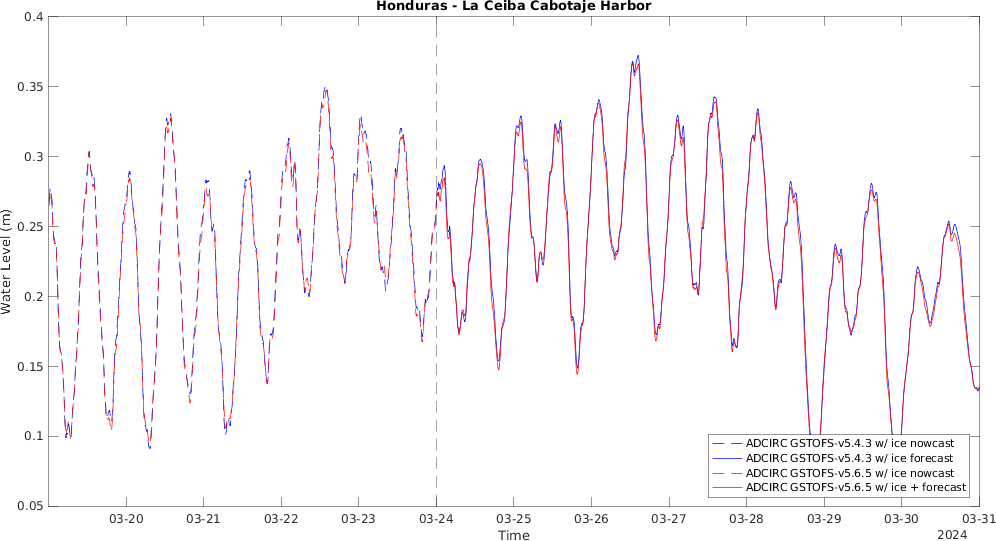 Honduras - La Ceiba Cabotaje Harbor
0.4
0.35
0.3
0.25
0.2
0.15
0.1
0.05
Water Level (m)
ADCIRC GSTOFS-v5.4.3 w/ ice nowcast
ADCIRC GSTOFS-v5.4.3 w/ ice forecast
ADCIRC GSTOFS-v5.6.5 w/ ice nowcast
ADCIRC GSTOFS-v5.6.5 w/ ice + forecast
03-20 03-21 03-22 03-23 03-24 03-25 03-26 03-27 03-28 03-29 03-30 03-31
Time
2024